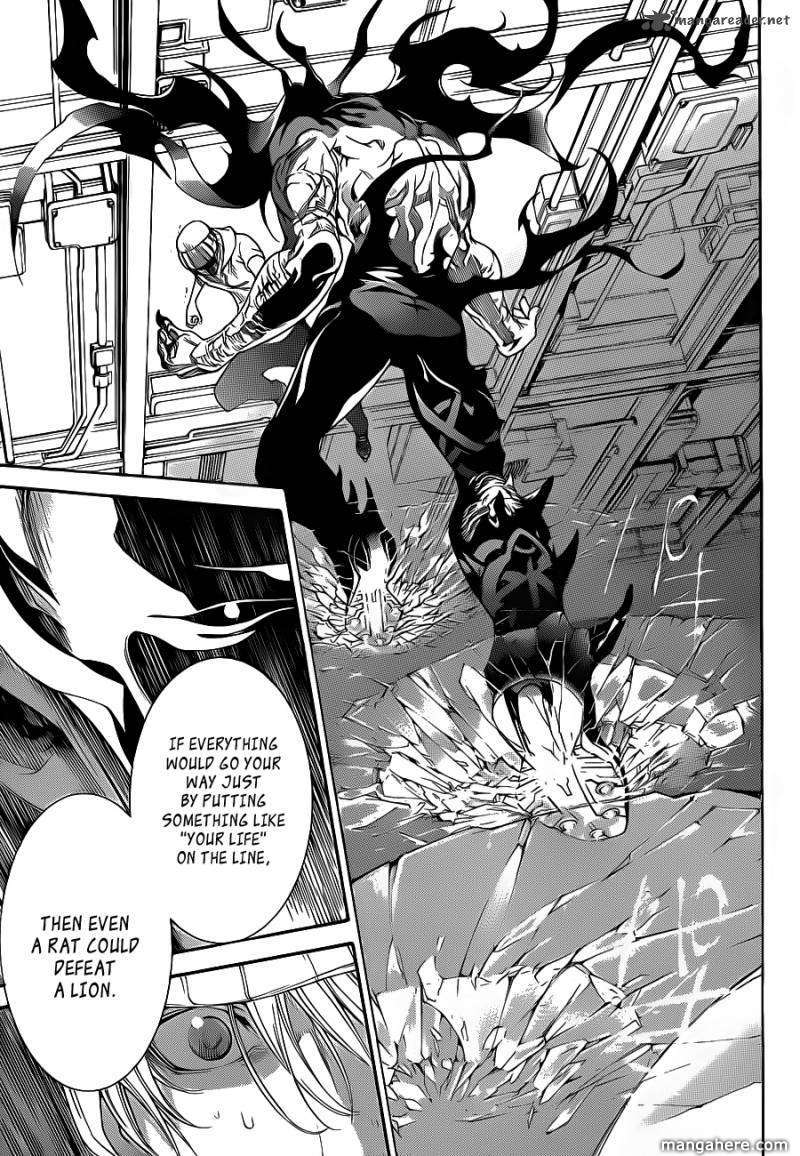 mangareader.net
IF EVERYTHING
WOULD GO YOUR
WAY JUST
BY PUTTING
SOMETHING LIKE
"YOUR LIFE"
ON THE LINE,
THEN EVEN
A RAT COULD
DEFEAT
A LION.
mangahere.com